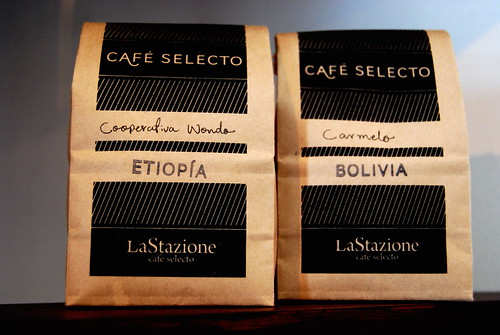 CAFÉ SELECTO
Cooperativa Wondo
ETIOPÍA
LaStazione
café selecto
CAFÉ SELECTO
Carmelo
BOLIVIA
LaStazione
café selecto